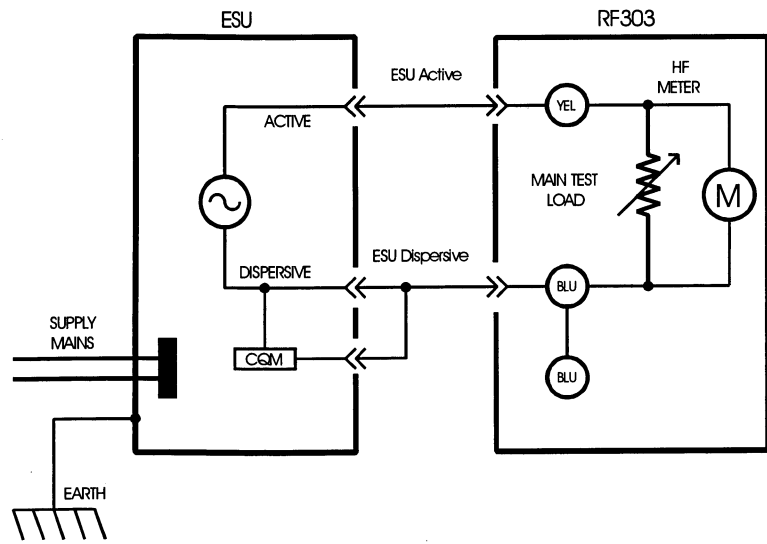 ESU
RF303
ESU Active
HF
METER
ACTIVE
YEL
MAIN TEST
LOAD
M
ESU Dispersive
DISPERSIVE
BLU
SUPPLY
MAINS
CQM
BLU
EARTH